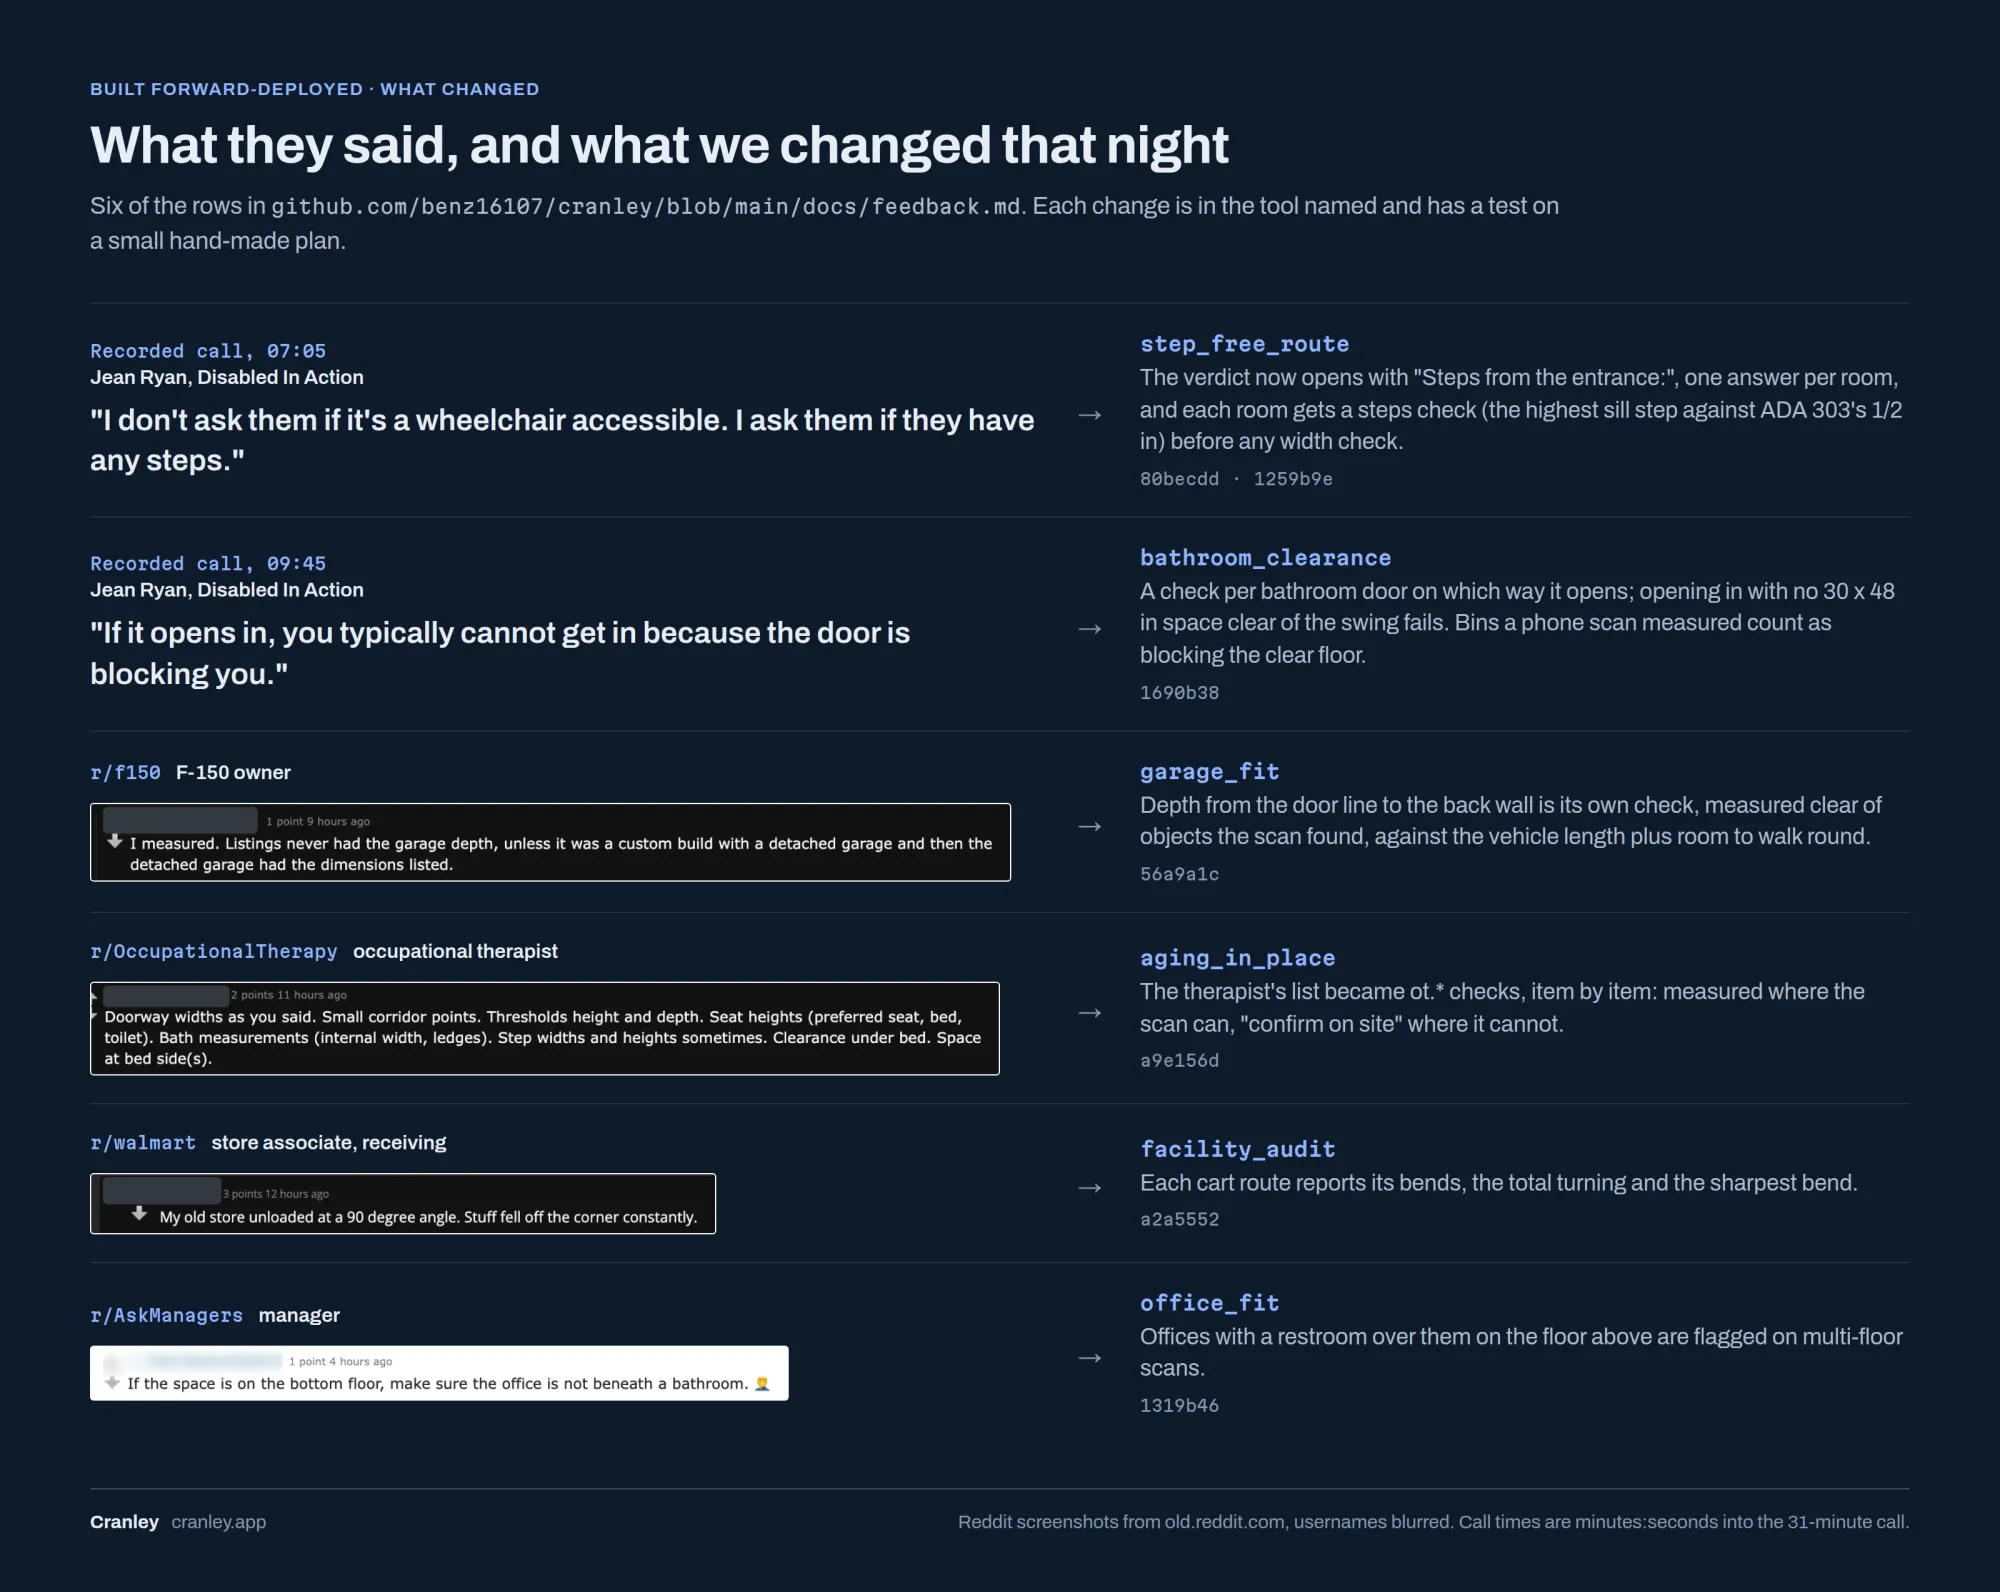 BUILT FORWARD-DEPLOYED · WHAT CHANGED
What they said, and what we changed that night
Six of the rows in github.com/benz16107/cranley/blob/main/docs/feedback.md. Each change is in the tool named and has a test on
a small hand-made plan.
Recorded call, 07:05
Jean Ryan, Disabled In Action
"I don't ask them if it's a wheelchair accessible. I ask them if they have
any steps."
→
step_free_route
The verdict now opens with "Steps from the entrance:", one answer per room,
and each room gets a steps check (the highest sill step against ADA 303's 1/2
in) before any width check.
80becdd · 1259b9e
Recorded call, 09:45
Jean Ryan, Disabled In Action
"If it opens in, you typically cannot get in because the door is
blocking you."
→
bathroom_clearance
A check per bathroom door on which way it opens; opening in with no 30 x 48
in space clear of the swing fails. Bins a phone scan measured count as
blocking the clear floor.
1690b38
r/f150 F-150 owner
1 point 9 hours ago
I measured. Listings never had the garage depth, unless it was a custom build with a detached garage and then the
detached garage had the dimensions listed.
→
garage_fit
Depth from the door line to the back wall is its own check, measured clear of
objects the scan found, against the vehicle length plus room to walk round.
56a9a1c
r/OccupationalTherapy occupational therapist
2 points 11 hours ago
Doorway widths as you said. Small corridor points. Thresholds height and depth. Seat heights (preferred seat, bed,
toilet). Bath measurements (internal width, ledges). Step widths and heights sometimes. Clearance under bed. Space
at bed side(s).
→
aging_in_place
The therapist's list became ot.* checks, item by item: measured where the
scan can, "confirm on site" where it cannot.
a9e156d
r/walmart store associate, receiving
3 points 12 hours ago
My old store unloaded at a 90 degree angle. Stuff fell off the corner constantly.
→
facility_audit
Each cart route reports its bends, the total turning and the sharpest bend.
a2a5552
r/AskManagers manager
1 point 4 hours ago
If the space is on the bottom floor, make sure the office is not beneath a bathroom.
→
office_fit
Offices with a restroom over them on the floor above are flagged on multi-floor
scans.
1319b46
Cranley cranley.app
Reddit screenshots from old.reddit.com, usernames blurred. Call times are minutes:seconds into the 31-minute call.